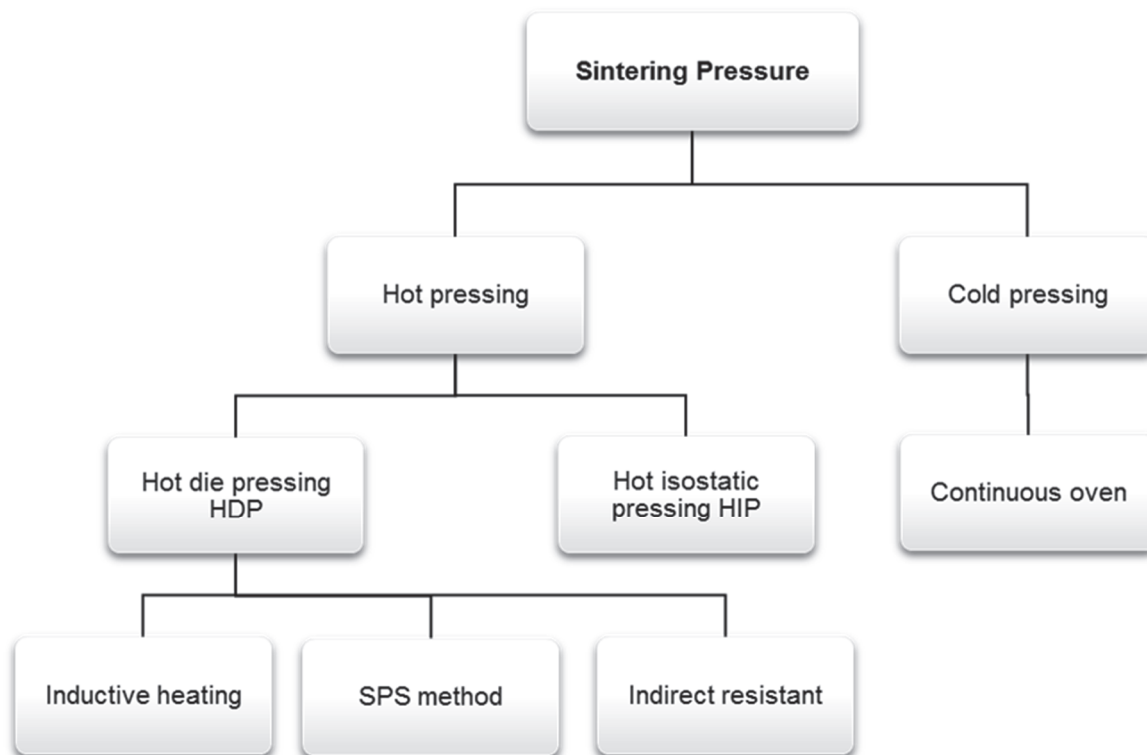 Sintering Pressure
Hot pressing
Cold pressing
Hot die pressing
HDP
Hot isostatic
pressing HIP
Continuous oven
Inductive heating
SPS method
Indirect resistant